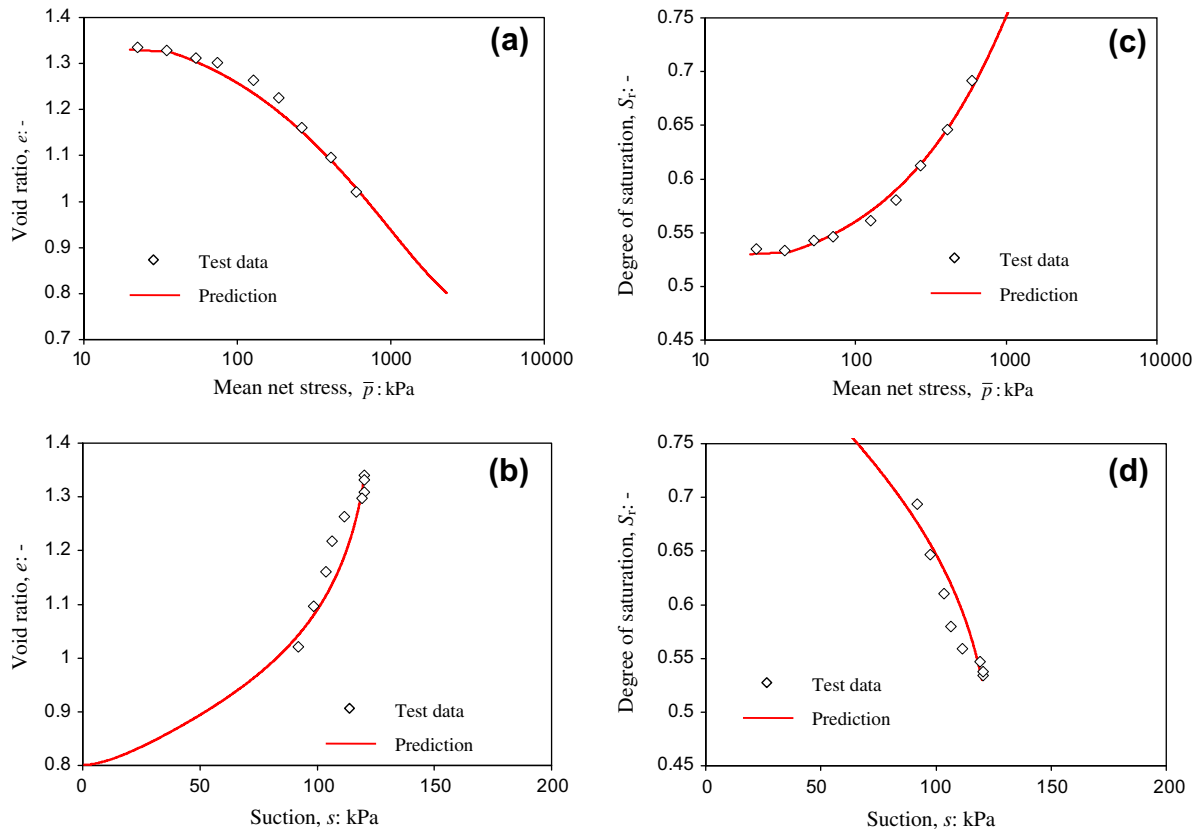 (a)
1.4
1.3
1.2
1.1
1
0.9
0.8
0.7
Void ratio, e: -
Test data
Prediction
10
100
1000
10000
Mean net stress, p̅ : kPa
(c)
0.75
0.7
0.65
0.6
0.55
0.5
0.45
Degree of saturation, Sr: -
Test data
Prediction
10
100
1000
10000
Mean net stress, p̅ : kPa
(b)
1.4
1.3
1.2
1.1
1
0.9
0.8
Void ratio, e: -
Test data
Prediction
0
50
100
150
200
Suction, s: kPa
(d)
0.75
0.7
0.65
0.6
0.55
0.5
0.45
Degree of saturation, Sr: -
Test data
Prediction
0
50
100
150
200
Suction, s: kPa